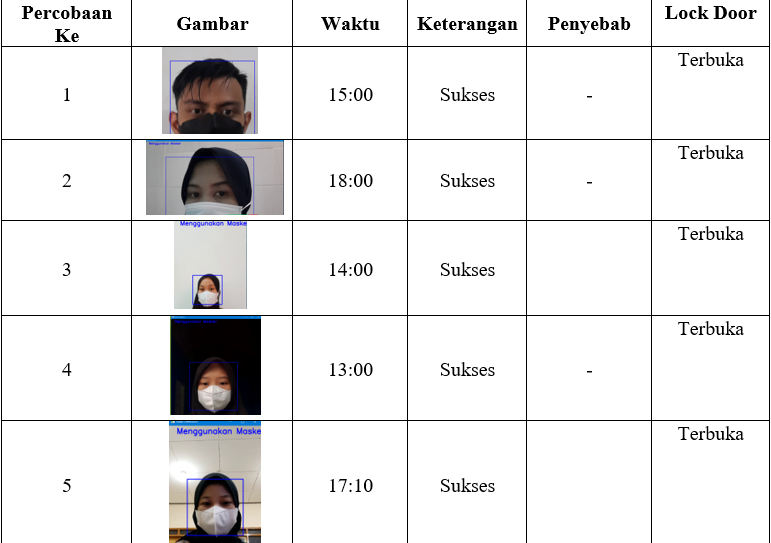 Percobaan
Ke
Gambar
Waktu
Keterangan
Penyebab
Lock Door
1
15:00
Sukses
-
Terbuka
2
Menggunakan Masker
18:00
Sukses
-
Terbuka
3
Menggunakan Maske
14:00
Sukses
Terbuka
4
13:00
Sukses
-
Terbuka
5
Menggunakan Maske
17:10
Sukses
Terbuka